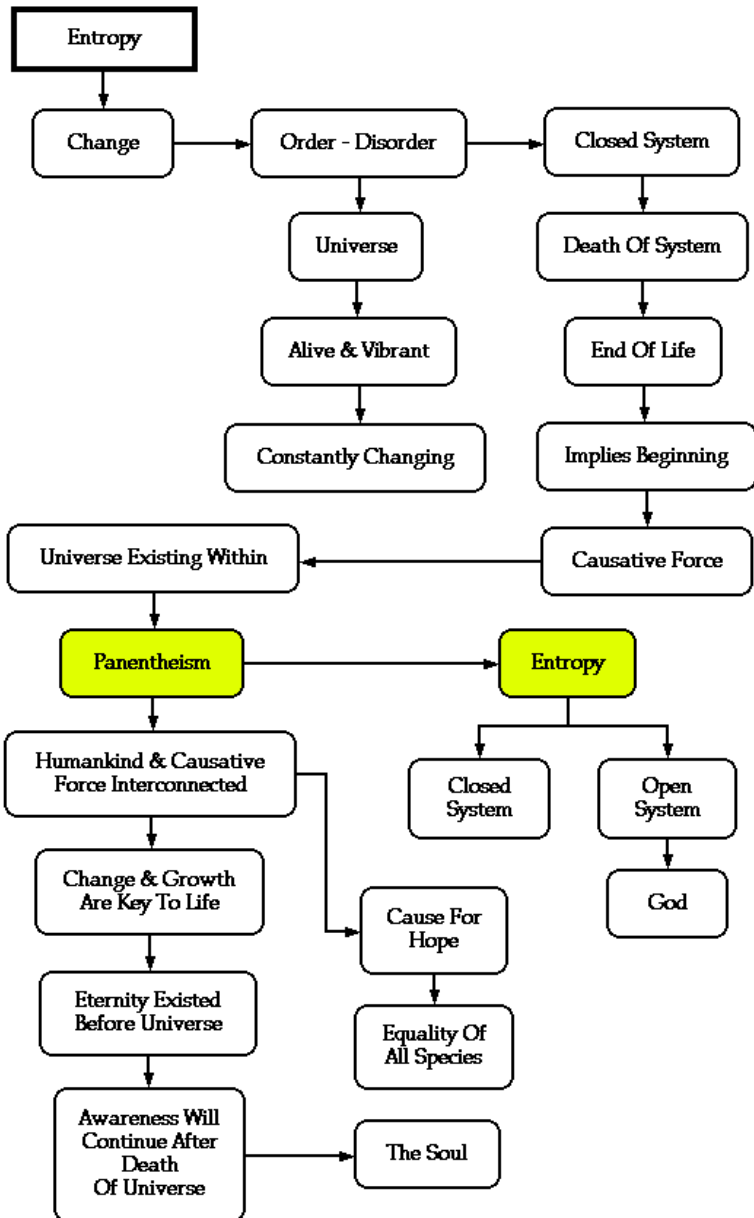 Entropy
Change
Order - Disorder
Closed System
Universe
Death Of System
Alive & Vibrant
End Of Life
Constantly Changing
Implies Beginning
Universe Existing Within
Causative Force
Panentheism
Entropy
Humankind & Causative
Force Interconnected
Closed
System
Open
System
Change & Growth
Are Key To Life
Cause For
Hope
God
Eternity Existed
Before Universe
Equality Of
All Species
Awareness Will
Continue After
Death
Of Universe
The Soul